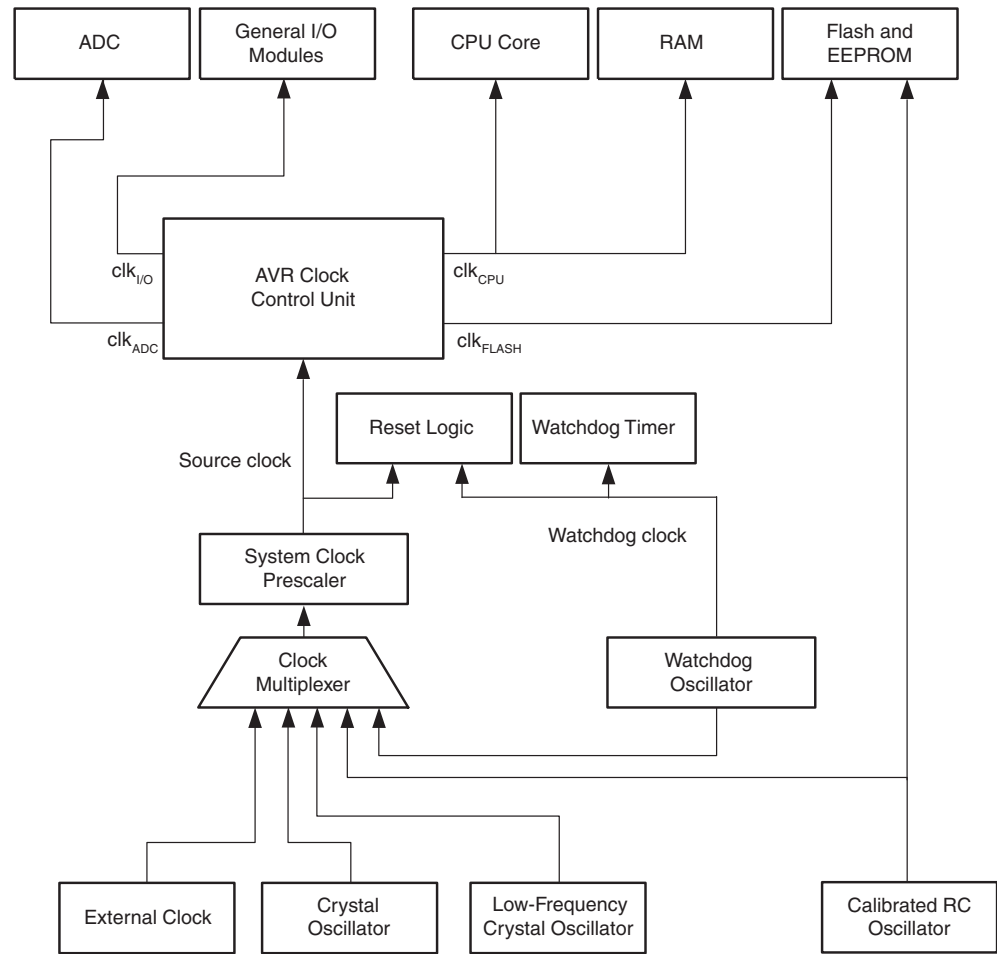 ADC
General I/O
Modules
CPU Core
RAM
Flash and
EEPROM
clkI/O
AVR Clock
Control Unit
clkCPU
clkADC
clkFLASH
Reset Logic
Watchdog Timer
Source clock
Watchdog clock
System Clock
Prescaler
Clock
Multiplexer
Watchdog
Oscillator
External Clock
Crystal
Oscillator
Low-Frequency
Crystal Oscillator
Calibrated RC
Oscillator